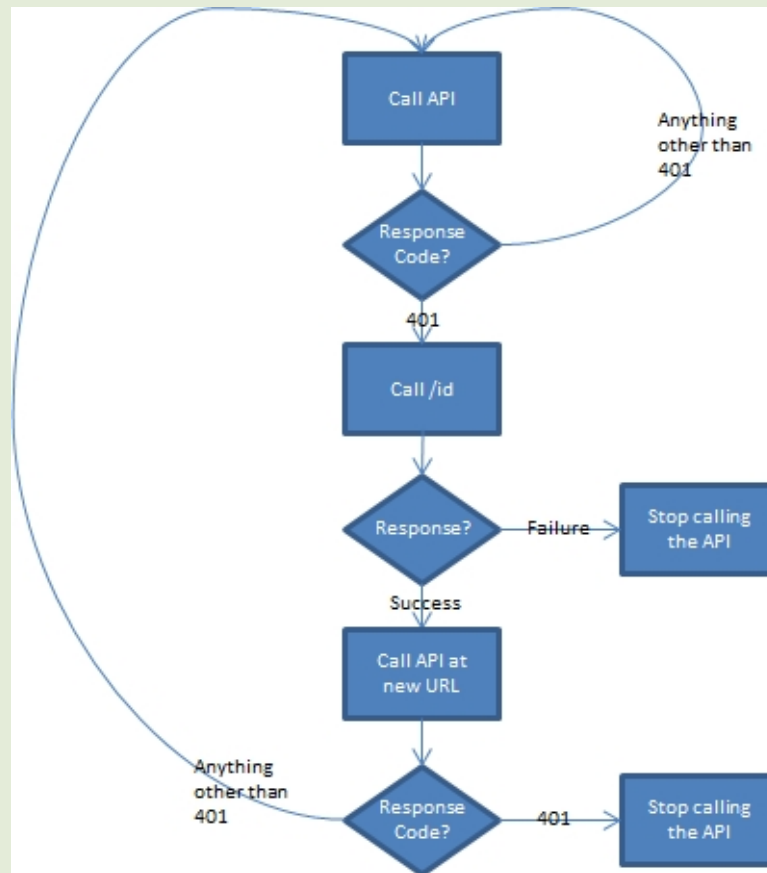 Call API
Anything
other than
401
Response
Code?
401
Call /id
Response?
Failure
Stop calling
the API
Success
Call API at
new URL
Anything
other than
401
Response
Code?
401
Stop calling
the API